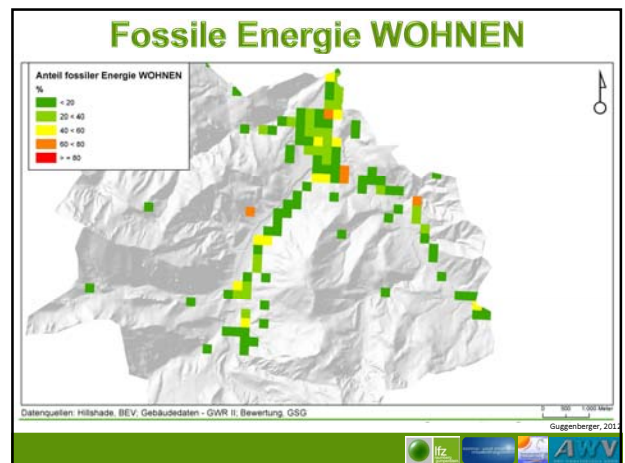 Fossile Energie WOHNEN
Anteil fossiler Energie WOHNEN
%
< 20
20 < 40
40 < 60
60 < 80
> = 80
Datenquellen: Hillshade, BEV; Gebäudedaten - GWR II; Bewertung, GSG
0 500 1.000 Meter
Guggenberger, 2012
lfz
AWV